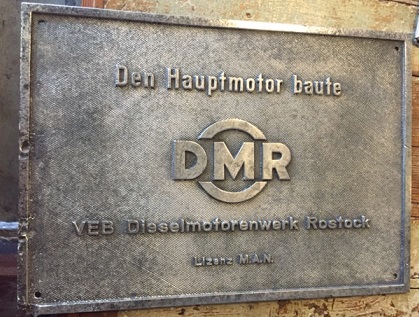 Den Hauptmotor baute
DMR
VEB Dieselmotorenwerk Rostock
Lizenz M.A.N.